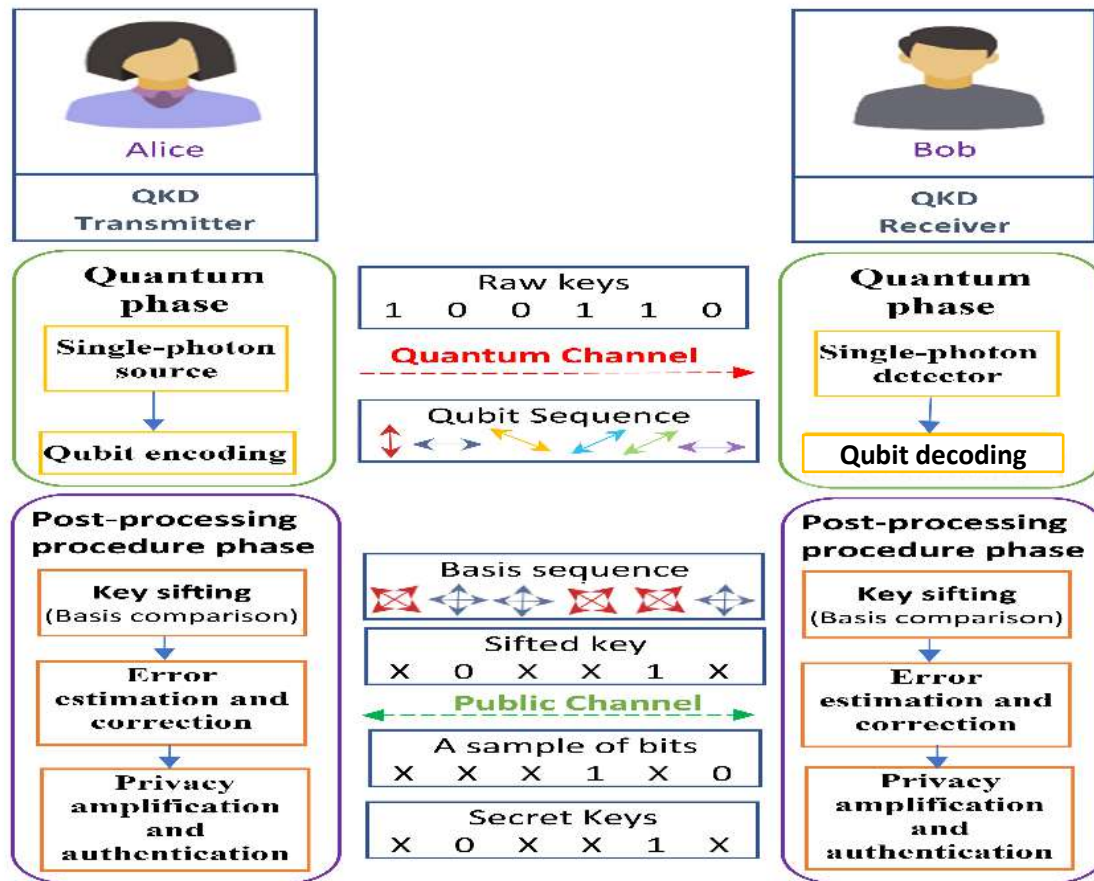 Alice
QKD
Transmitter
Quantum
phase
Single-photon
source
Qubit encoding
Post-processing
procedure phase
Key sifting
(Basis comparison)
Error
estimation and
correction
Privacy
amplification
and
authentication
Raw keys
1 0 0 1 1 0
Quantum Channel
Qubit Sequence
Basis sequence
Sifted key
X 0 X X 1 X
Public Channel
A sample of bits
X X X 1 X 0
Secret Keys
X 0 X X 1 X
Bob
QKD
Receiver
Quantum
phase
Single-photon
detector
Qubit decoding
Post-processing
procedure phase
Key sifting
(Basis comparison)
Error
estimation and
correction
Privacy
amplification
and
authentication